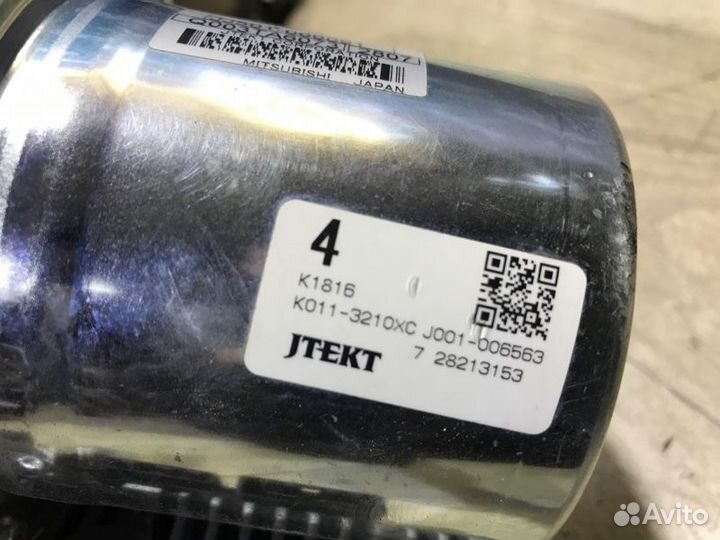 MITSUBISHI JAPAN
4
K1816
K011-3210XC J001-006563
7 28213153
JTEKT
Avito